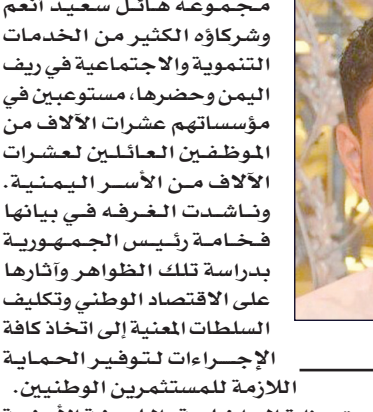 مجموعة هائل سعيد أنعم
وشركاؤه الكثير من الخدمات
التنموية والاجتماعية في ريف
اليمن وحضرها، مستوعبين في
مؤسساتهم عشرات الآلاف من
الموظفين العائلين لعشرات
الآلاف من الأسر اليمنية.
وناشدت الغرفه في بيانها
فخامة رئيس الجمهورية
بدراسة تلك الظواهر وآثارها
على الاقتصاد الوطني وتكليف
السلطات المعنية إلى اتخاذ كافة
الإجراءات لتوفير الحماية
اللازمة للمستثمرين الوطنيين.